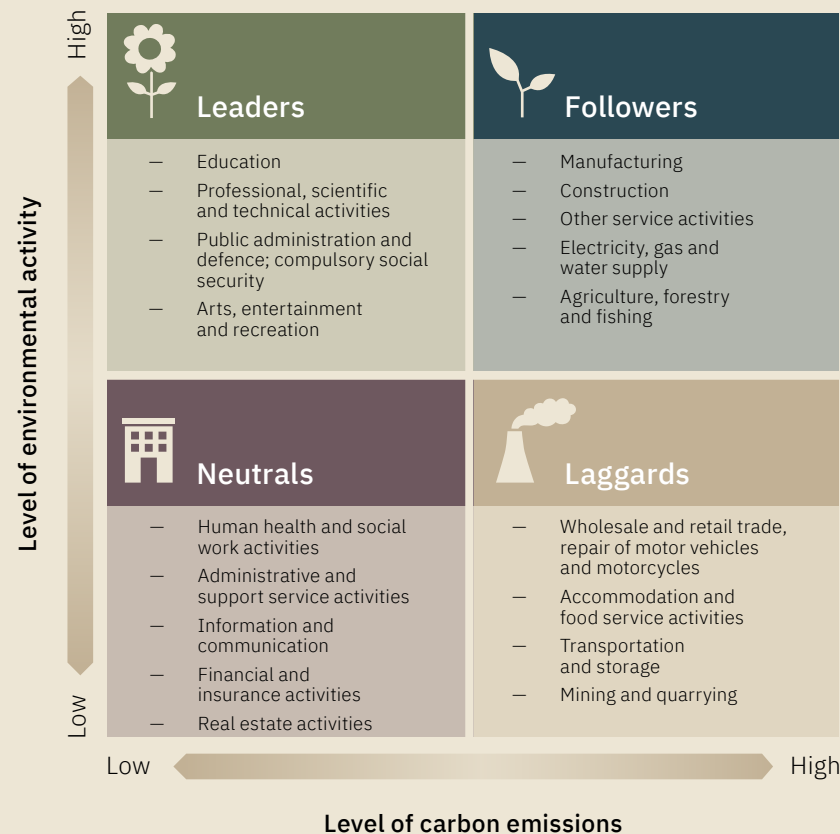 High
Level of environmental activity
Low
Leaders
— Education
— Professional, scientific
and technical activities
— Public administration and
defence; compulsory social
security
— Arts, entertainment
and recreation
Followers
— Manufacturing
— Construction
— Other service activities
— Electricity, gas and
water supply
— Agriculture, forestry
and fishing
Neutrals
— Human health and social
work activities
— Administrative and
support service activities
— Information and
communication
— Financial and
insurance activities
— Real estate activities
Laggards
— Wholesale and retail trade,
repair of motor vehicles
and motorcycles
— Accommodation and
food service activities
— Transportation
and storage
— Mining and quarrying
Low
High
Level of carbon emissions